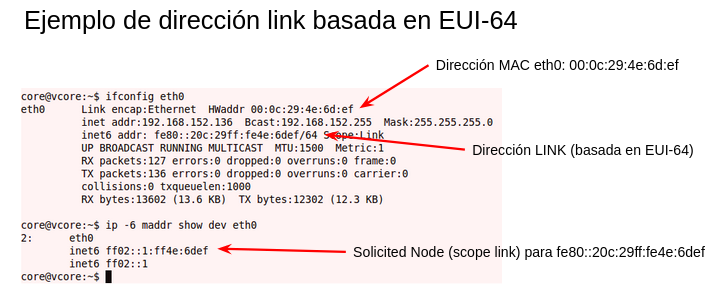 Ejemplo de dirección link basada en EUI-64
Dirección MAC eth0: 00:0c:29:4e:6d:ef
core@vcore:~$ ifconfig eth0
eth0 Link encap:Ethernet HWaddr 00:0c:29:4e:6d:ef
inet addr:192.168.152.136 Bcast:192.168.152.255 Mask:255.255.255.0
inet6 addr: fe80::20c:29ff:fe4e:6def/64 Scope:Link
UP BROADCAST RUNNING MULTICAST MTU:1500 Metric:1
Dirección LINK (basada en EUI-64)
RX packets:127 errors:0 dropped:0 overruns:0 frame:0
TX packets:136 errors:0 dropped:0 overruns:0 carrier:0
collisions:0 txqueuelen:1000
RX bytes:13602 (13.6 KB) TX bytes:12302 (12.3 KB)
core@vcore:~$ ip -6 maddr show dev eth0
2: eth0
inet6 ff02::1:ff4e:6def
Solicited Node (scope link) para fe80::20c:29ff:fe4e:6def
inet6 ff02::1
core@vcore:~$